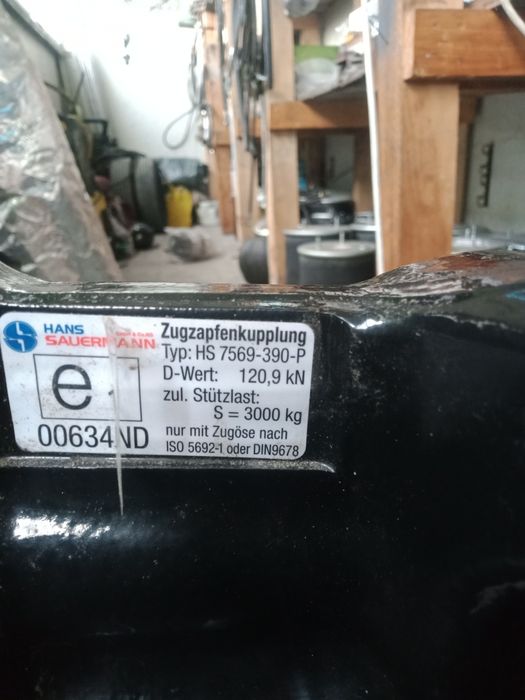 HANS
SAUERMANN
Zugzapfenkupplung
Typ: HS 7569-390-P
D-Wert: 120,9 kN
zul. Stützlast:
S = 3000 kg
nur mit Zugöse nach
ISO 5692-1 oder DIN9678
e
00634ND